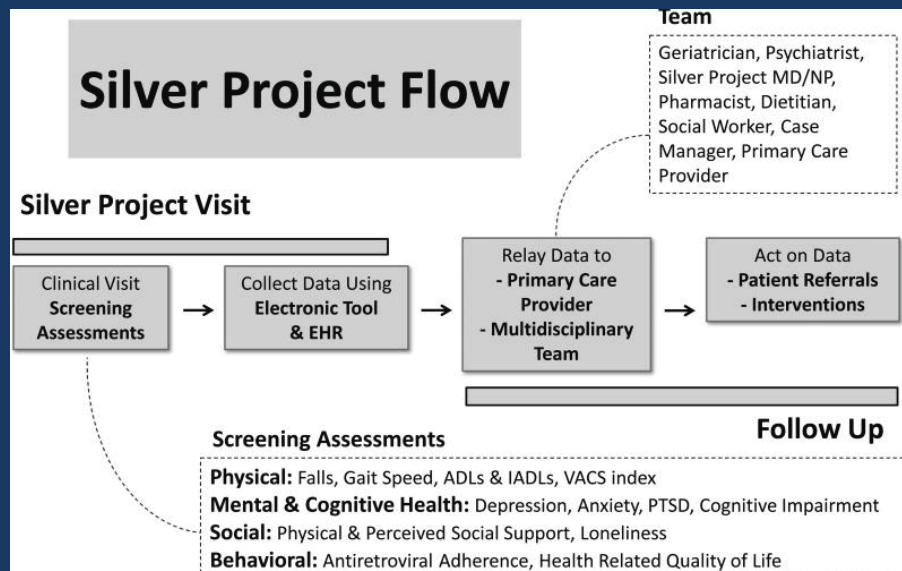 Silver Project Flow
Team
Geriatrician, Psychiatrist,
Silver Project MD/NP,
Pharmacist, Dietitian,
Social Worker, Case
Manager, Primary Care
Provider
Silver Project Visit
Clinical Visit
Screening
Assessments
Collect Data Using
Electronic Tool
& EHR
Relay Data to
- Primary Care
Provider
- Multidisciplinary
Team
Act on Data
- Patient Referrals
- Interventions
Follow Up
Screening Assessments
Physical: Falls, Gait Speed, ADLs & IADLs, VACS index
Mental & Cognitive Health: Depression, Anxiety, PTSD, Cognitive Impairment
Social: Physical & Perceived Social Support, Loneliness
Behavioral: Antiretroviral Adherence, Health Related Quality of Life